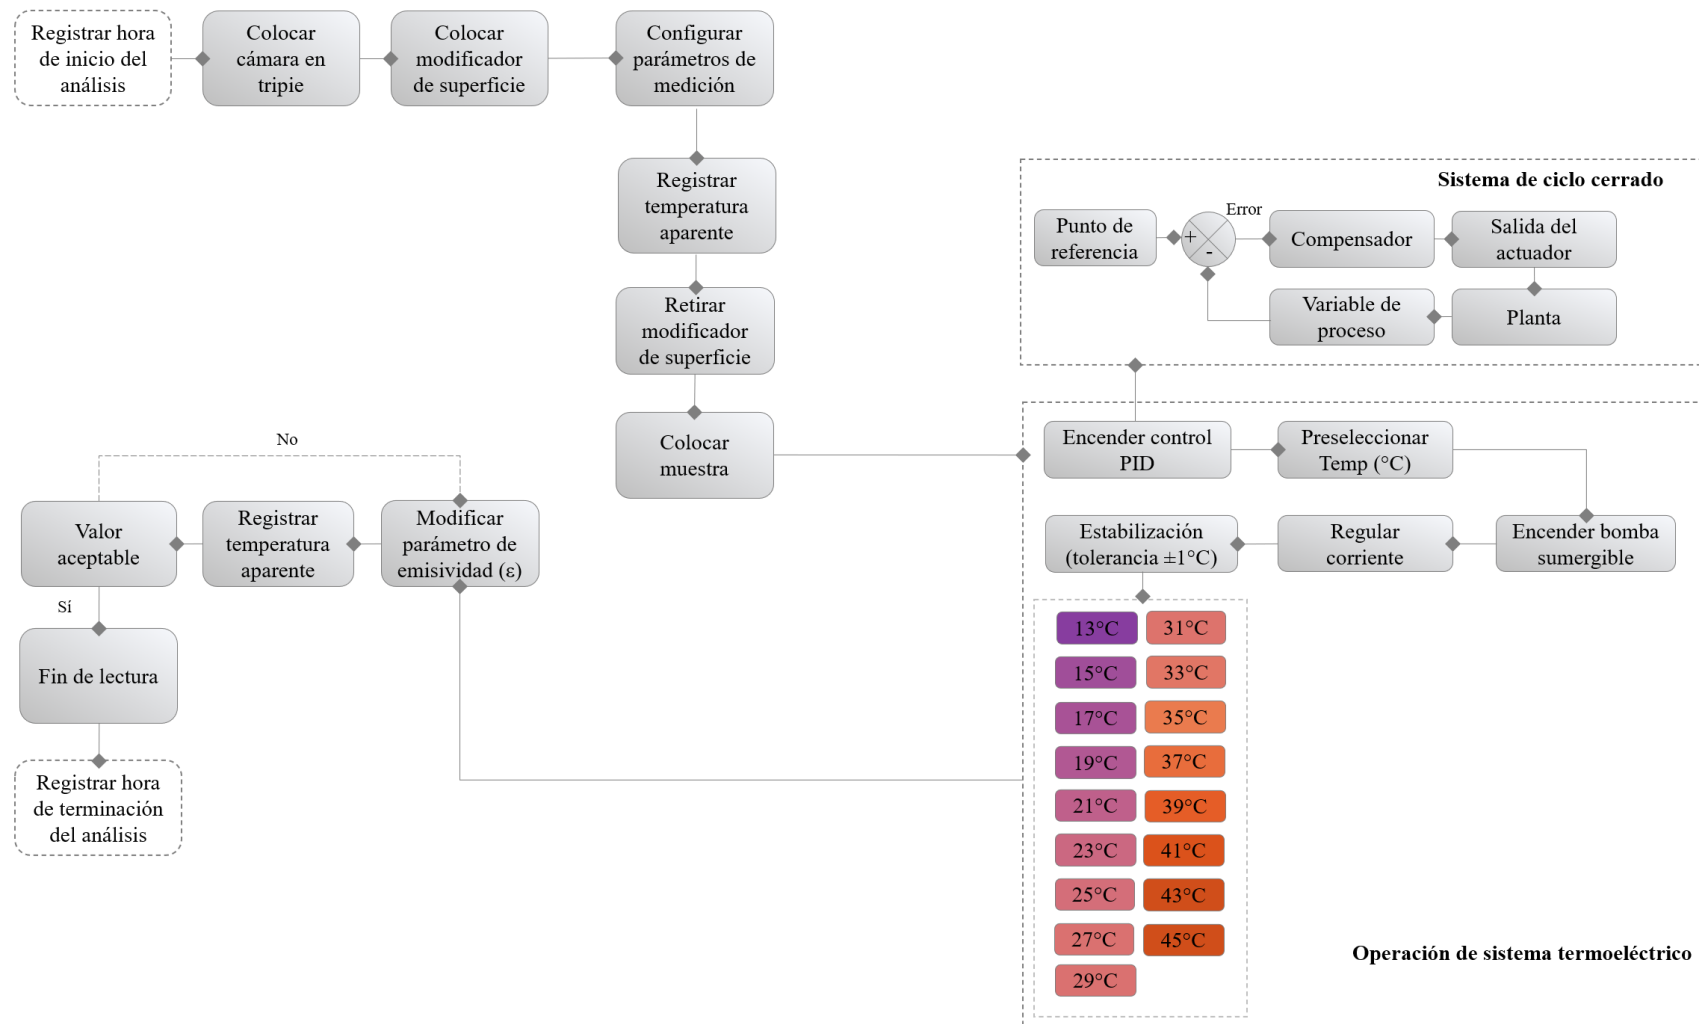 Registrar hora
de inicio del
análisis
Colocar
cámara en
tripie
Colocar
modificador
de superficie
Configurar
parámetros de
medición
Registrar
temperatura
aparente
Retirar
modificador
de superficie
Colocar
muestra
Sistema de ciclo cerrado
Punto de
referencia
+
-
Error
Compensador
Salida del
actuador
Variable de
proceso
Planta
Encender control
PID
Preseleccionar
Temp (°C)
Estabilización
(tolerancia ±1°C)
Regular
corriente
Encender bomba
sumergible
13°C
31°C
15°C
33°C
17°C
35°C
19°C
37°C
21°C
39°C
23°C
41°C
25°C
43°C
27°C
45°C
29°C
Operación de sistema termoeléctrico
No
Valor
aceptable
Registrar
temperatura
aparente
Modificar
parámetro de
emisividad (ε)
Sí
Fin de lectura
Registrar hora
de terminación
del análisis